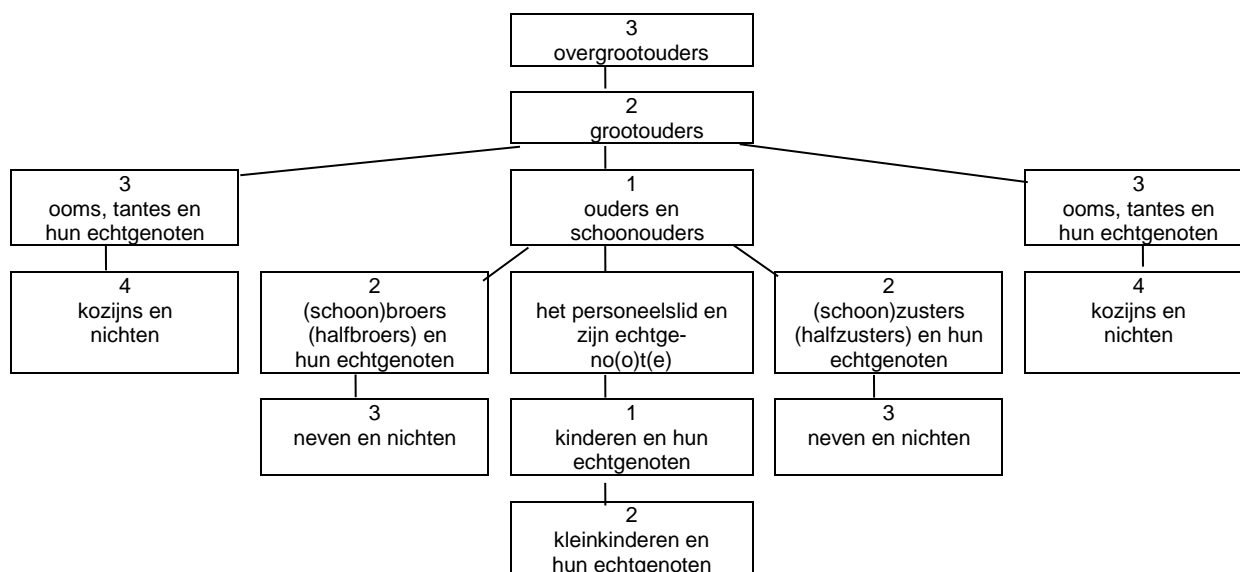 3
overgrootouders
2
grootouders
3
ooms, tantes en
hun echtgenoten
1
ouders en
schoonouders
3
ooms, tantes en
hun echtgenoten
4
kozijns en
nichten
2
(schoon)broers
(halfbroers) en
hun echtgenoten
het personeelslid en
zijn echtge-
no(o)t(e)
2
(schoon)zusters
(halfzusters) en hun
echtgenoten
4
kozijns en
nichten
3
neven en nichten
1
kinderen en hun
echtgenoten
3
neven en nichten
2
kleinkinderen en
hun echtgenoten